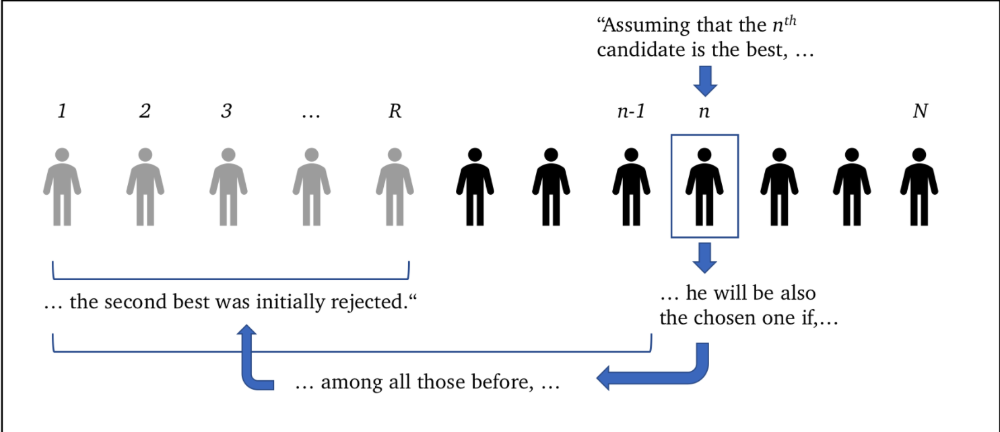 “Assuming that the nth
candidate is the best, …
1 2 3 … R n-1 n N
… the second best was initially rejected.“
… he will be also
the chosen one if,…
… among all those before, …